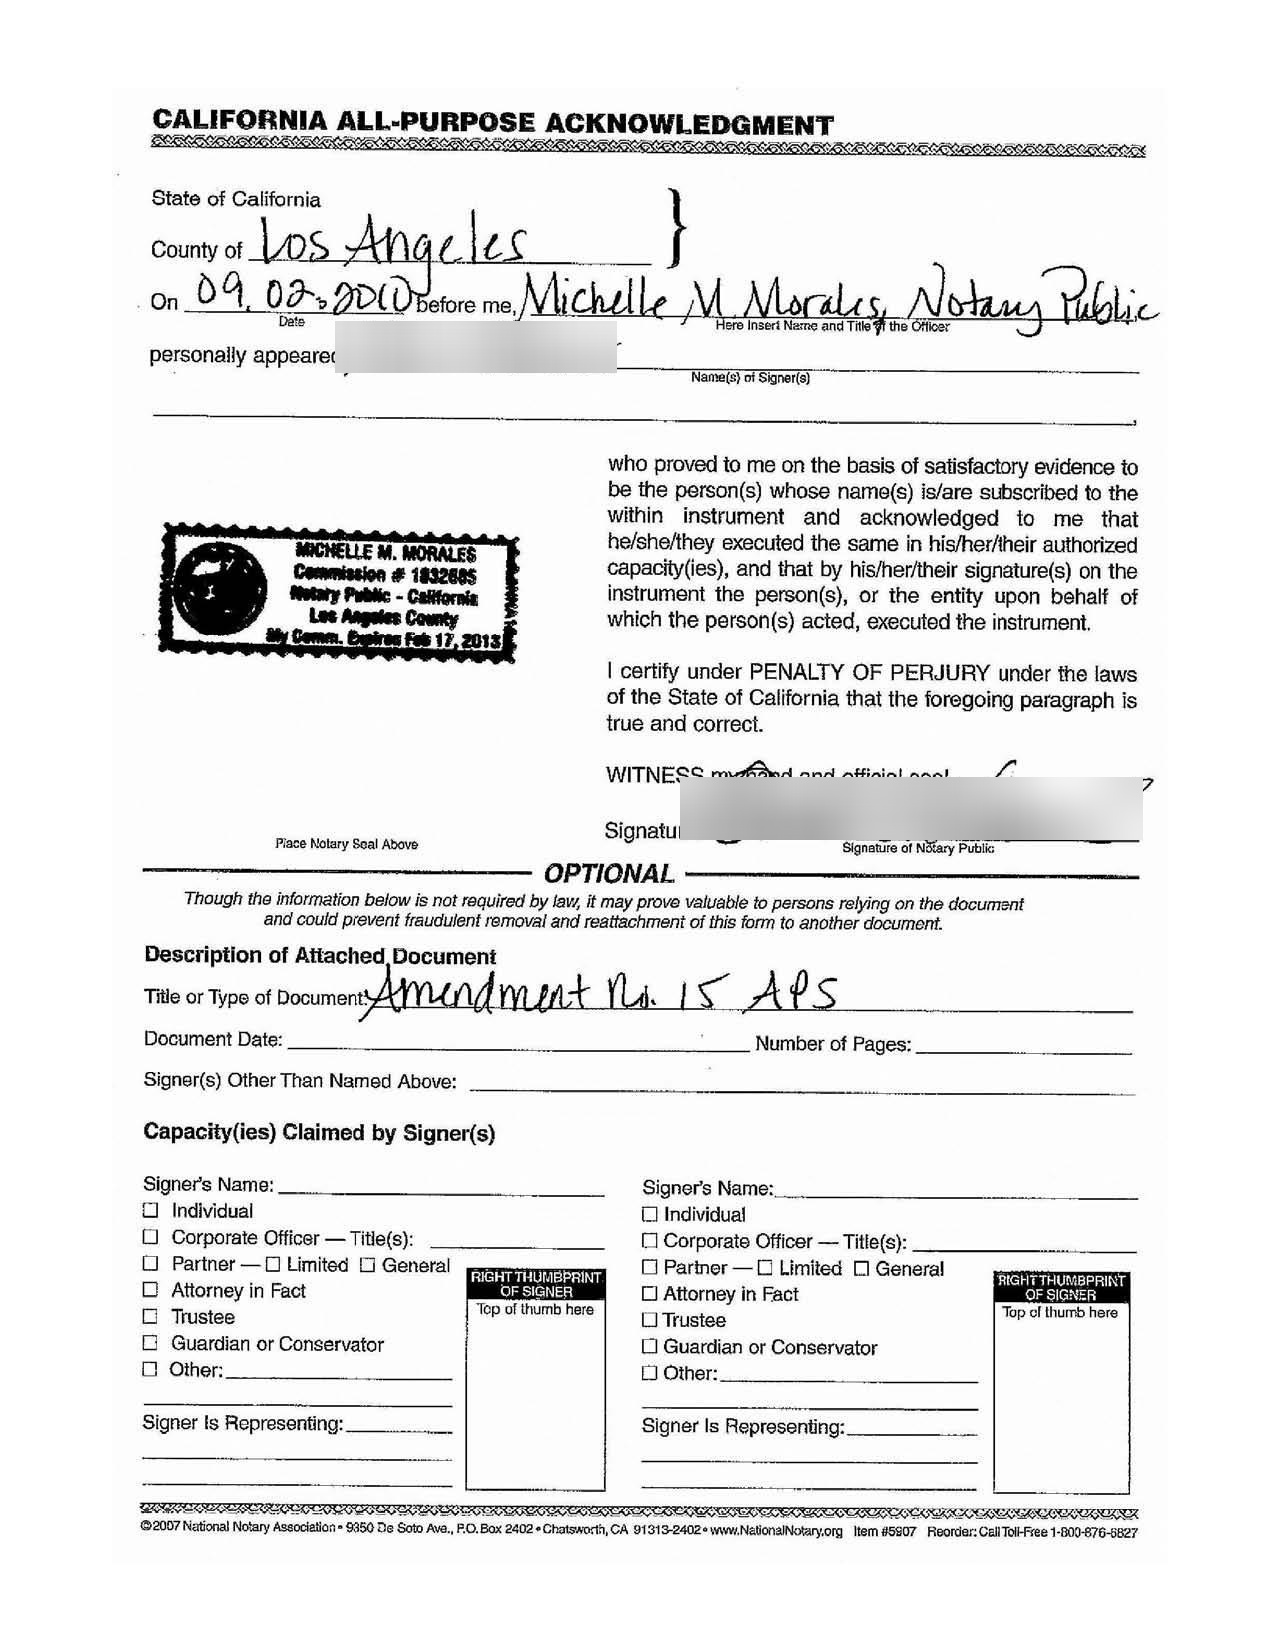 CALIFORNIA ALL-PURPOSE ACKNOWLEDGMENT
State of California
County of Los Angeles
On 09.02.2010 before me, Michelle M Morales, Notary Public
Date
Here Insert Name and Title of the Officer
personally appeared
Name(s) of Signer(s)
who proved to me on the basis of satisfactory evidence to
be the person(s) whose name(s) is/are subscribed to the
within instrument and acknowledged to me that
he/she/they executed the same in his/her/their authorized
capacity(ies), and that by his/her/their signature(s) on the
instrument the person(s), or the entity upon behalf of
which the person(s) acted, executed the instrument.
MICHELLE M. MORALES
Commission #
Notary Public - California
Los Angeles County
My Comm. Expires Feb 17, 2013
I certify under PENALTY OF PERJURY under the laws
of the State of California that the foregoing paragraph is
true and correct.
WITNESS my hand and official seal
Signatu
Place Notary Seal Above
Signature of Notary Public
OPTIONAL
Though the information below is not required by law, it may prove valuable to persons relying on the document
and could prevent fraudulent removal and reattachment of this form to another document.
Description of Attached Document
Title or Type of Document: Amendment No. 15 APS
Document Date: Number of Pages:
Signer(s) Other Than Named Above:
Capacity(ies) Claimed by Signer(s)
Signer's Name:
☐ Individual
☐ Corporate Officer — Title(s):
☐ Partner — ☐ Limited ☐ General
☐ Attorney in Fact
☐ Trustee
☐ Guardian or Conservator
☐ Other:
Signer Is Representing:
RIGHT THUMBPRINT
OF SIGNER
Top of thumb here
Signer's Name:
☐ Individual
☐ Corporate Officer — Title(s):
☐ Partner — ☐ Limited ☐ General
☐ Attorney in Fact
☐ Trustee
☐ Guardian or Conservator
☐ Other:
Signer Is Representing:
RIGHT THUMBPRINT
OF SIGNER
Top of thumb here
©2007 National Notary Association • 9350 De Soto Ave., P.O. Box 2402 • Chatsworth, CA 91313-2402 • www.NationalNotary.org Item #5907 Reorder: Call Toll-Free 1-800-876-6827